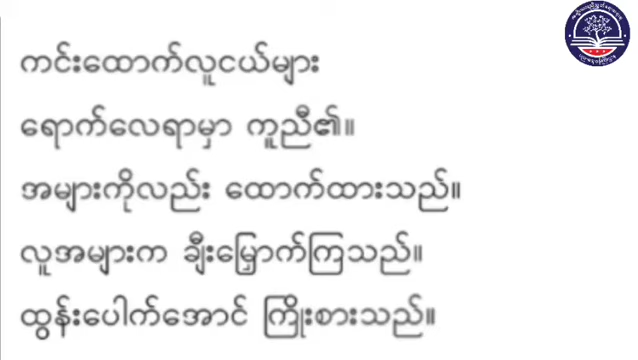 ကင်းထောက်လူငယ်များ
ရောက်လေရာမှာ ကူညီ၏။
အများကိုလည်း ထောက်ထားသည်။
လူအများက ချီးမြှောက်ကြသည်။
ထွန်းပေါက်အောင် ကြိုးစားသည်။